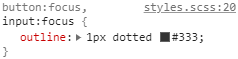 button:focus, styles.scss:20
input:focus {
outline: 1px dotted #333;
}